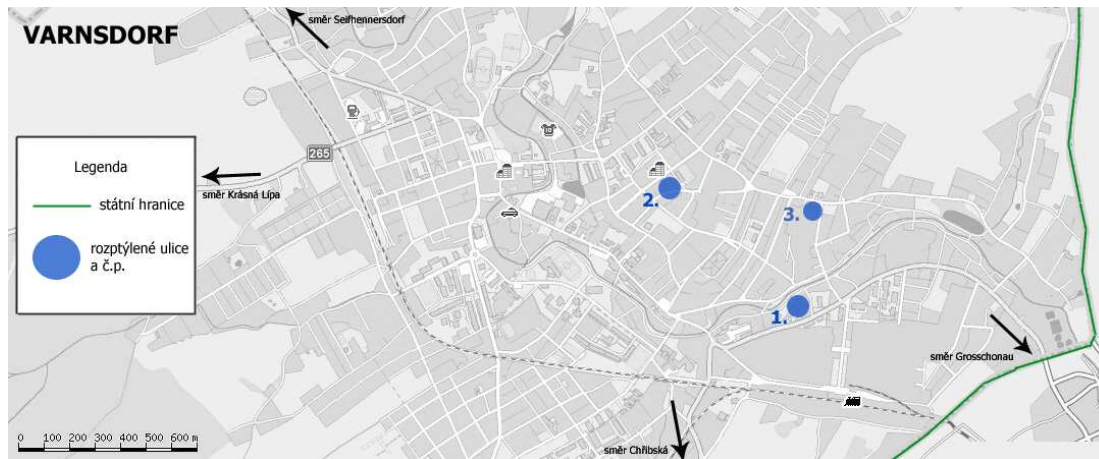 VARNSDORF
směr Seifhennersdorf
265
směr Krásná Lípa
Legenda
státní hranice
rozptýlené ulice
a č.p.
2.
3.
1.
směr Grosschonau
směr Chřibská
0 100 200 300 400 500 600 m